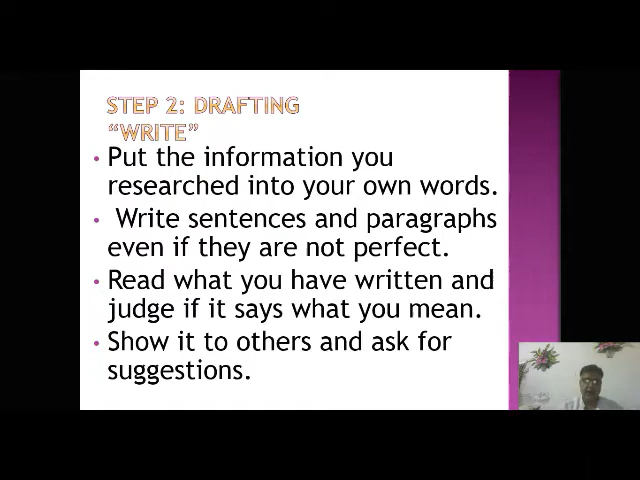 STEP 2: DRAFTING
“WRITE”
• Put the information you
researched into your own words.
• Write sentences and paragraphs
even if they are not perfect.
• Read what you have written and
judge if it says what you mean.
• Show it to others and ask for
suggestions.